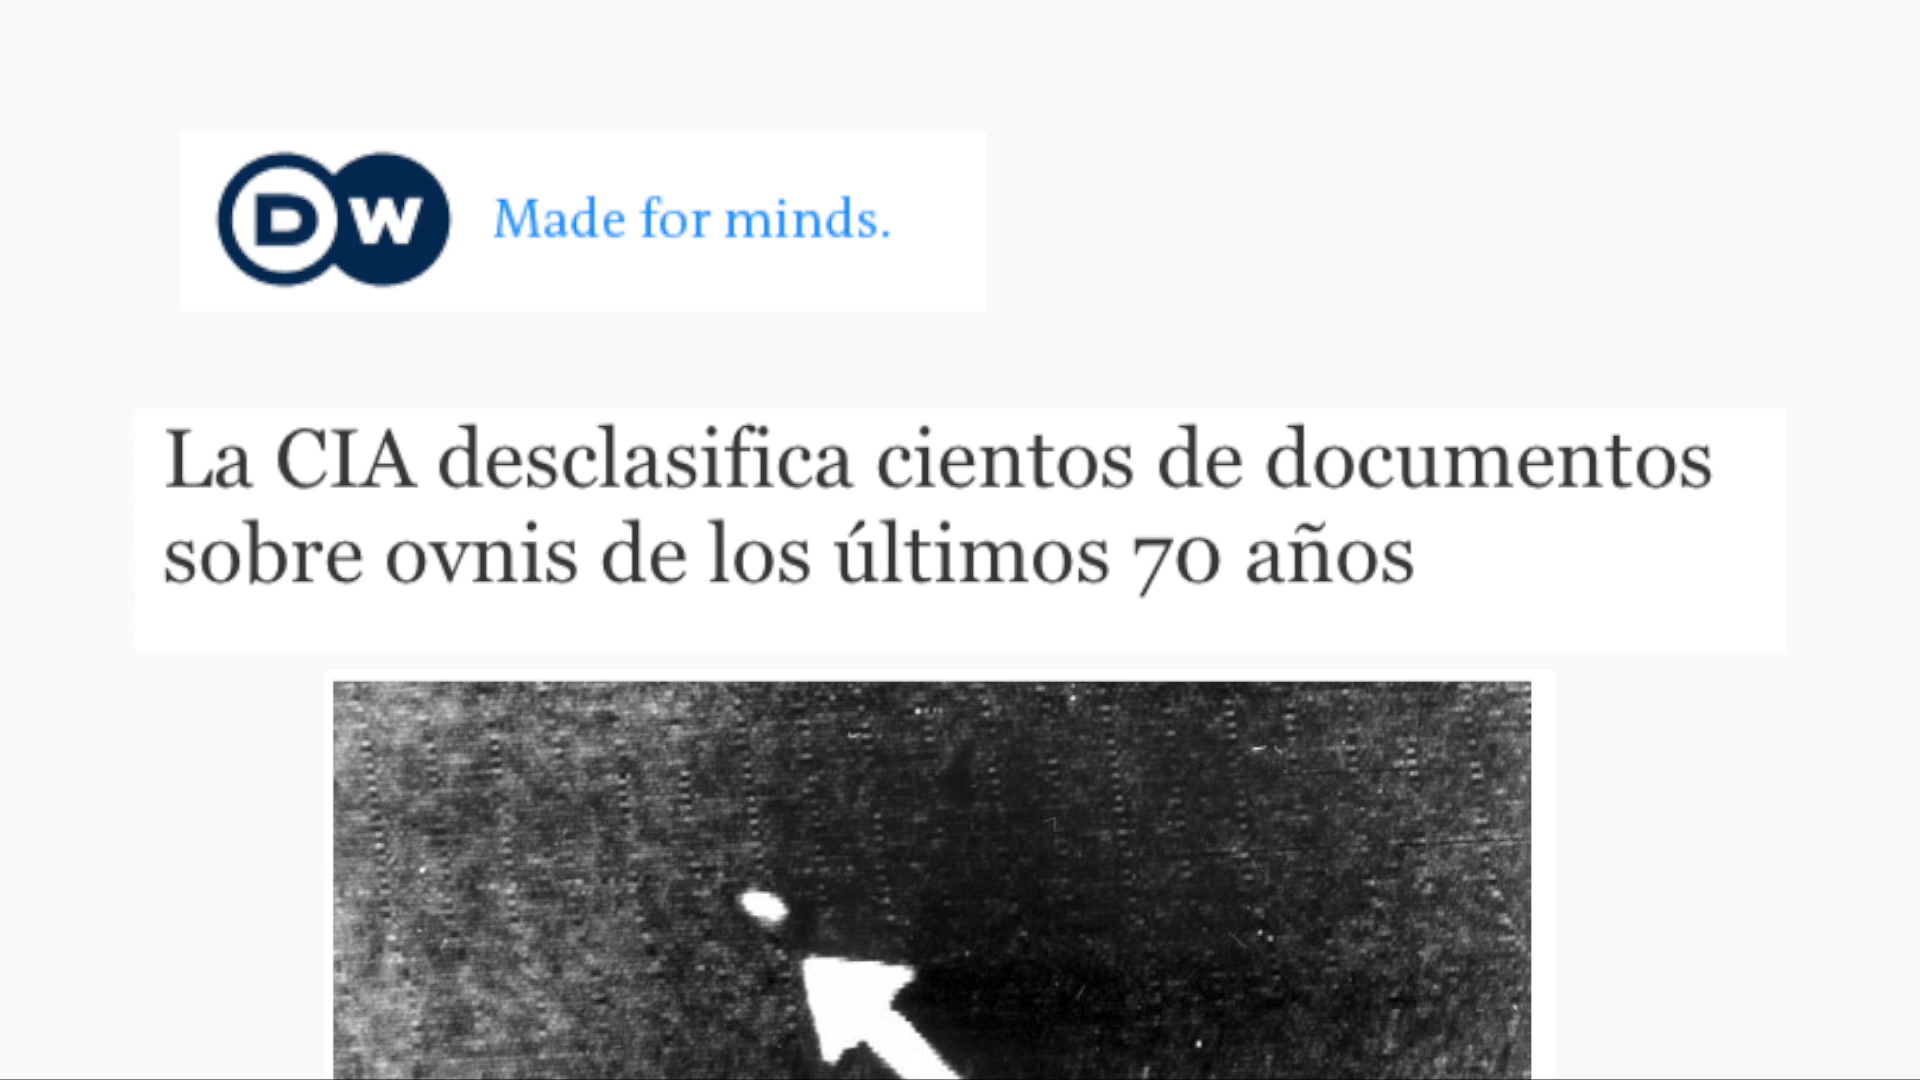 DW Made for minds.
La CIA desclasifica cientos de documentos
sobre ovnis de los últimos 70 años